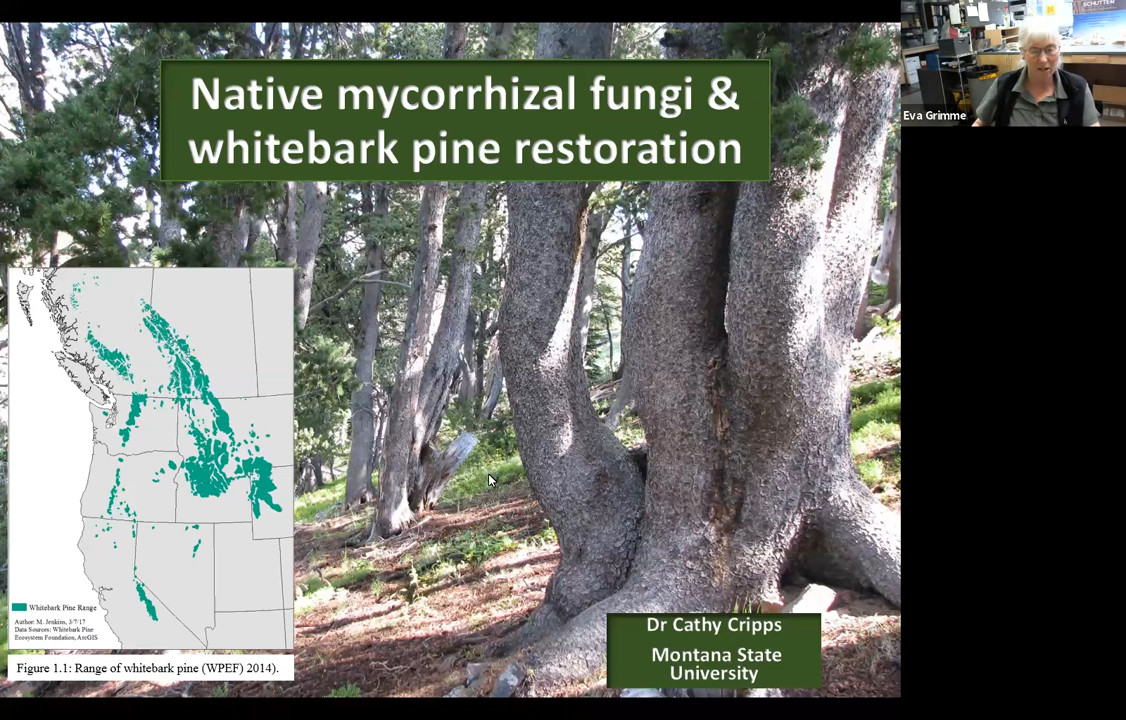 Native mycorrhizal fungi &
whitebark pine restoration
SCHUTTER
Eva Grimme
Whitebark Pine Range
Author: M. Jenkins, 3/7/17
Data Sources: Whitebark Pine
Ecosystem Foundation, ArcGIS
Figure 1.1: Range of whitebark pine (WPEF) 2014).
Dr Cathy Cripps
Montana State
University